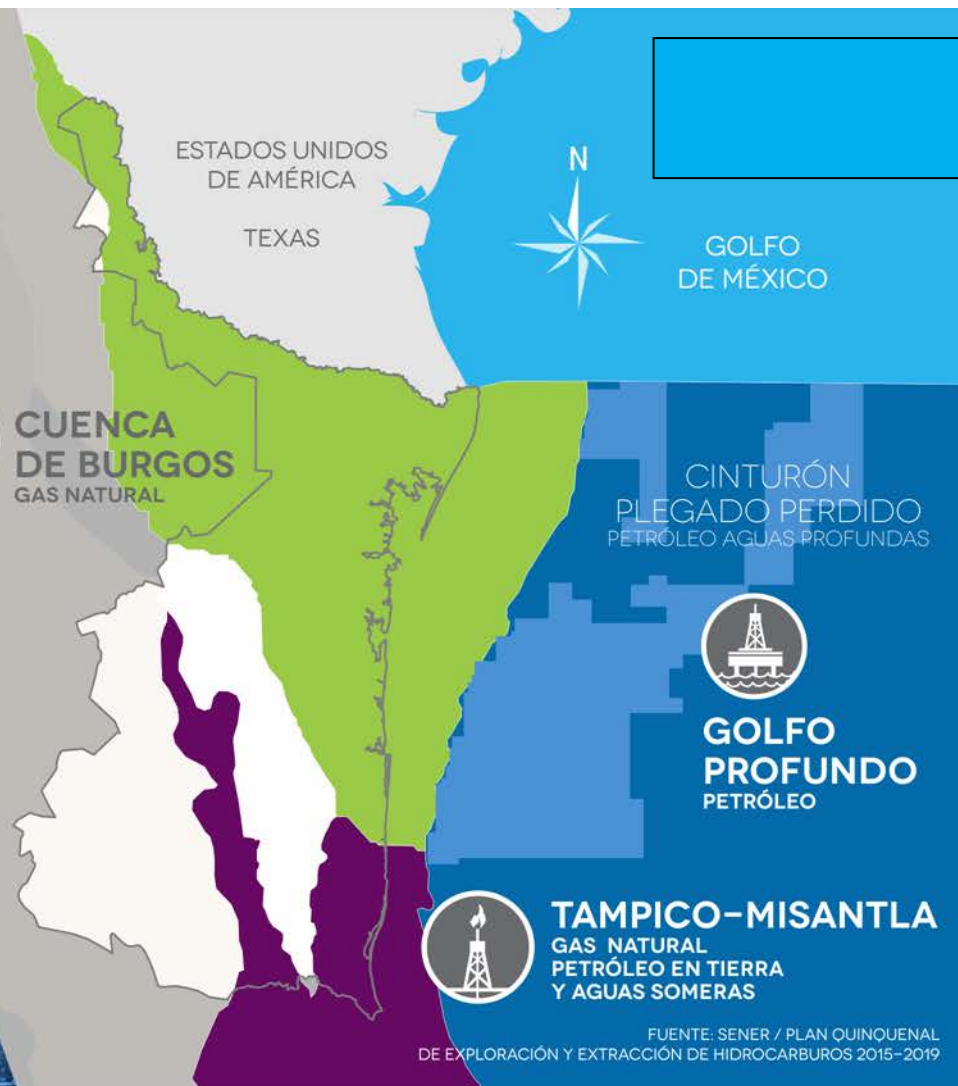 ESTADOS UNIDOS
DE AMÉRICA
TEXAS
N
GOLFO
DE MÉXICO
CUENCA
DE BURGOS
GAS NATURAL
CINTURÓN
PLEGADO PERDIDO
PETRÓLEO AGUAS PROFUNDAS
GOLFO
PROFUNDO
PETRÓLEO
TAMPICO-MISANTLA
GAS NATURAL
PETRÓLEO EN TIERRA
Y AGUAS SOMERAS
FUENTE: SENER / PLAN QUINQUENAL
DE EXPLORACIÓN Y EXTRACCIÓN DE HIDROCARBUROS 2015-2019